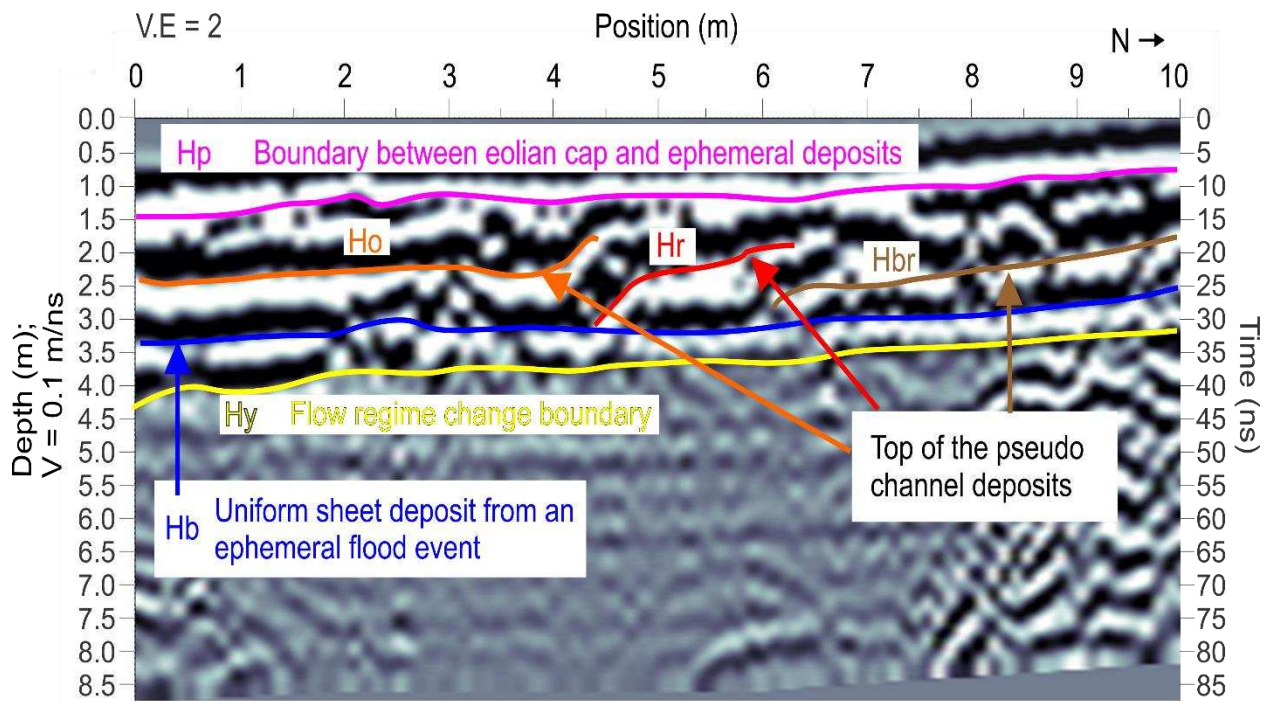 V.E = 2
Position (m)
N →
0 1 2 3 4 5 6 7 8 9 10
0.0
0.5
1.0
1.5
2.0
2.5
3.0
3.5
4.0
4.5
5.0
5.5
6.0
6.5
7.0
7.5
8.0
8.5
Depth (m);
V = 0.1 m/ns
Hp Boundary between eolian cap and ephemeral deposits
Ho
Hr
Hbr
Hy Flow regime change boundary
Hb Uniform sheet deposit from an
ephemeral flood event
Top of the pseudo
channel deposits
0
5
10
15
20
25
30
35
40
45
50
55
60
65
70
75
80
85
Time (ns)